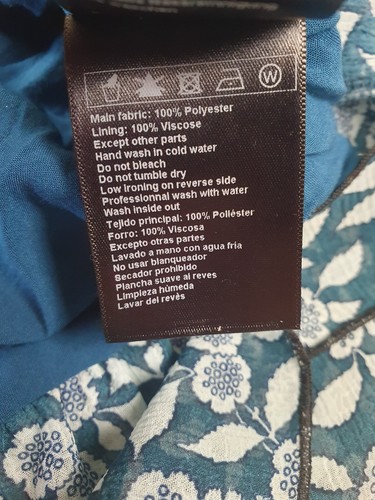 W
Main fabric: 100% Polyester
Lining: 100% Viscose
Except other parts
Hand wash in cold water
Do not bleach
Do not tumble dry
Low ironing on reverse side
Professionnal wash with water
Wash inside out
Tejido principal: 100% Poliéster
Forro: 100% Viscosa
Excepto otras partes
Lavado a mano con agua fría
No usar blanqueador
Secador prohibido
Plancha suave al reves
Limpieza húmeda
Lavar del revès